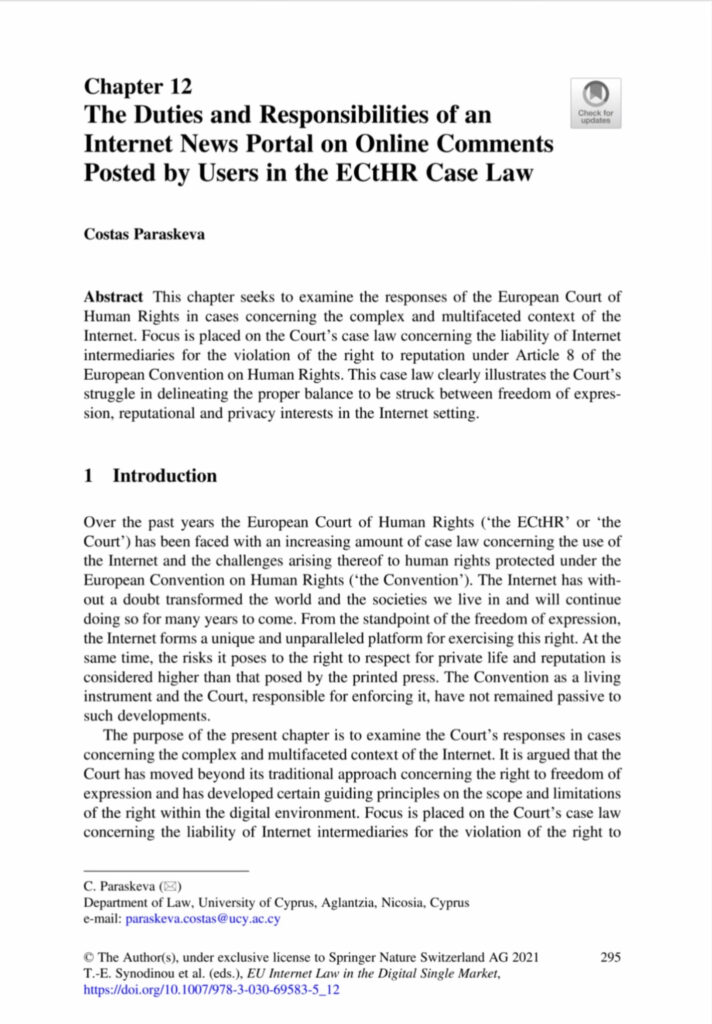 Chapter 12
The Duties and Responsibilities of an
Internet News Portal on Online Comments
Posted by Users in the ECtHR Case Law
Check for
updates
Costas Paraskeva
Abstract This chapter seeks to examine the responses of the European Court of
Human Rights in cases concerning the complex and multifaceted context of the
Internet. Focus is placed on the Court's case law concerning the liability of Internet
intermediaries for the violation of the right to reputation under Article 8 of the
European Convention on Human Rights. This case law clearly illustrates the Court's
struggle in delineating the proper balance to be struck between freedom of expres-
sion, reputational and privacy interests in the Internet setting.
1 Introduction
Over the past years the European Court of Human Rights ('the ECtHR' or 'the
Court') has been faced with an increasing amount of case law concerning the use of
the Internet and the challenges arising thereof to human rights protected under the
European Convention on Human Rights ('the Convention'). The Internet has with-
out a doubt transformed the world and the societies we live in and will continue
doing so for many years to come. From the standpoint of the freedom of expression,
the Internet forms a unique and unparalleled platform for exercising this right. At the
same time, the risks it poses to the right to respect for private life and reputation is
considered higher than that posed by the printed press. The Convention as a living
instrument and the Court, responsible for enforcing it, have not remained passive to
such developments.
The purpose of the present chapter is to examine the Court's responses in cases
concerning the complex and multifaceted context of the Internet. It is argued that the
Court has moved beyond its traditional approach concerning the right to freedom of
expression and has developed certain guiding principles on the scope and limitations
of the right within the digital environment. Focus is placed on the Court's case law
concerning the liability of Internet intermediaries for the violation of the right to
C. Paraskeva (✉)
Department of Law, University of Cyprus, Aglantzia, Nicosia, Cyprus
e-mail: paraskeva.costas@ucy.ac.cy
© The Author(s), under exclusive license to Springer Nature Switzerland AG 2021 295
T.-E. Synodinou et al. (eds.), EU Internet Law in the Digital Single Market,
https://doi.org/10.1007/978-3-030-69583-5_12